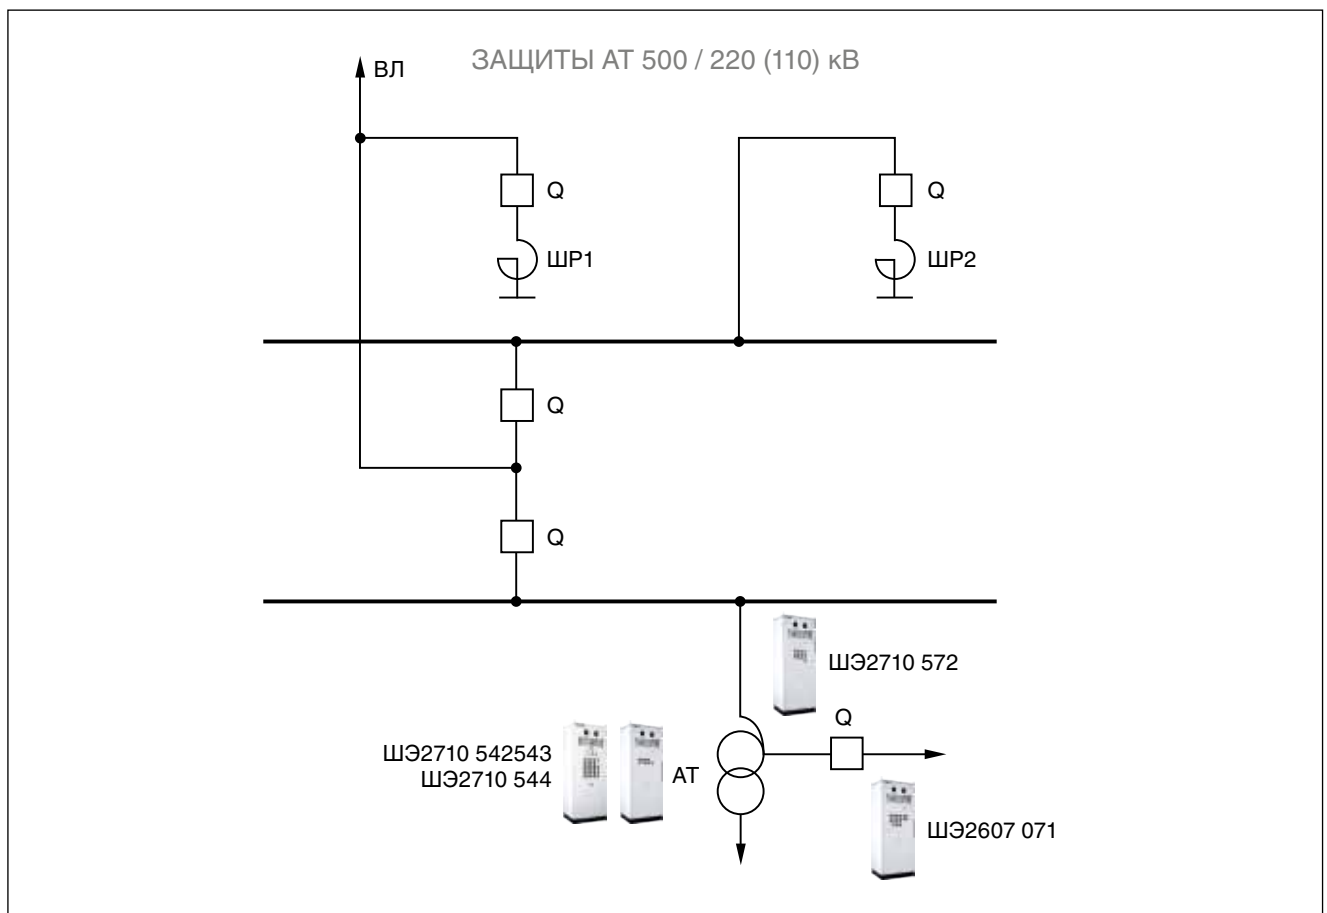 ЗАЩИТЫ АТ 500 / 220 (110) кВ
ВЛ
Q
Q
ШР1
ШР2
Q
Q
ШЭ2710 572
Q
ШЭ2710 542543
ШЭ2710 544
АТ
ШЭ2607 071